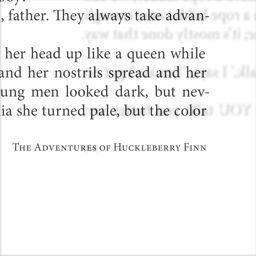 , father. They always take advan-
her head up like a queen while
and her nostrils spread and her
ung men looked dark, but nev-
ia she turned pale, but the color
The Adventures of Huckleberry Finn